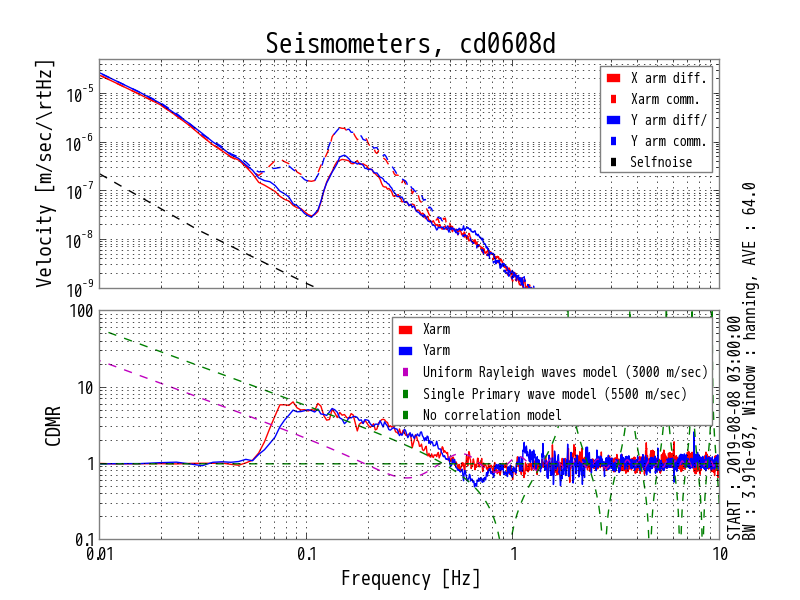 Seismometers, cd0608d
Velocity [m/sec/\rtHz]
10-5
10-6
10-7
10-8
10-9
X arm diff.
Xarm comm.
Y arm diff/
Y arm comm.
Selfnoise
CDMR
100
10
1
0.1
Xarm
Yarm
Uniform Rayleigh waves model (3000 m/sec)
Single Primary wave model (5500 m/sec)
No correlation model
0.01
0.1
1
10
Frequency [Hz]
START : 2019-08-08 03:00:00
BW : 3.91e-03, Window : hanning, AVE : 64.0